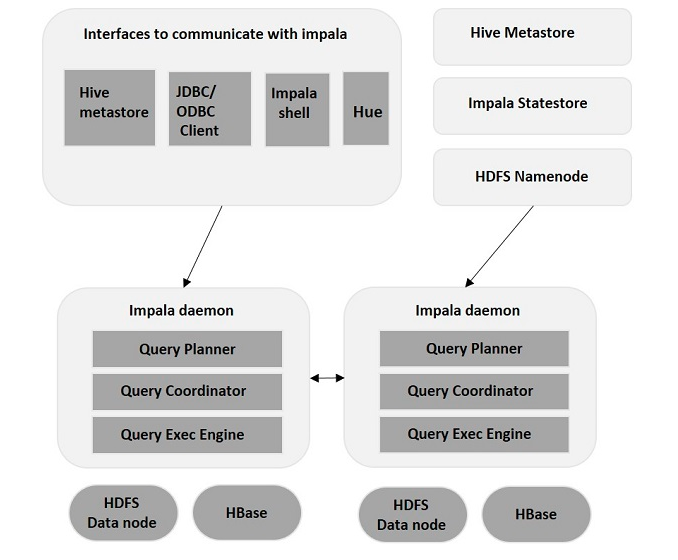 Interfaces to communicate with impala
Hive
metastore
JDBC/
ODBC
Client
Impala
shell
Hue
Hive Metastore
Impala Statestore
HDFS Namenode
Impala daemon
Query Planner
Query Coordinator
Query Exec Engine
HDFS
Data node
HBase
Impala daemon
Query Planner
Query Coordinator
Query Exec Engine
HDFS
Data node
HBase